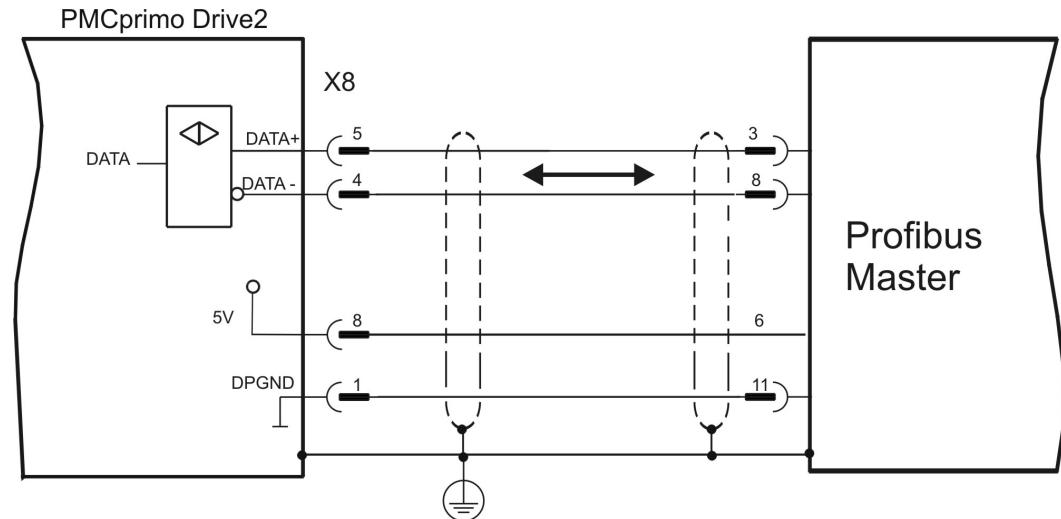 PMCprimo Drive2
X8
DATA+
5
3
DATA
DATA -
4
8
Profibus
Master
5V
8
6
DPGND
1
11